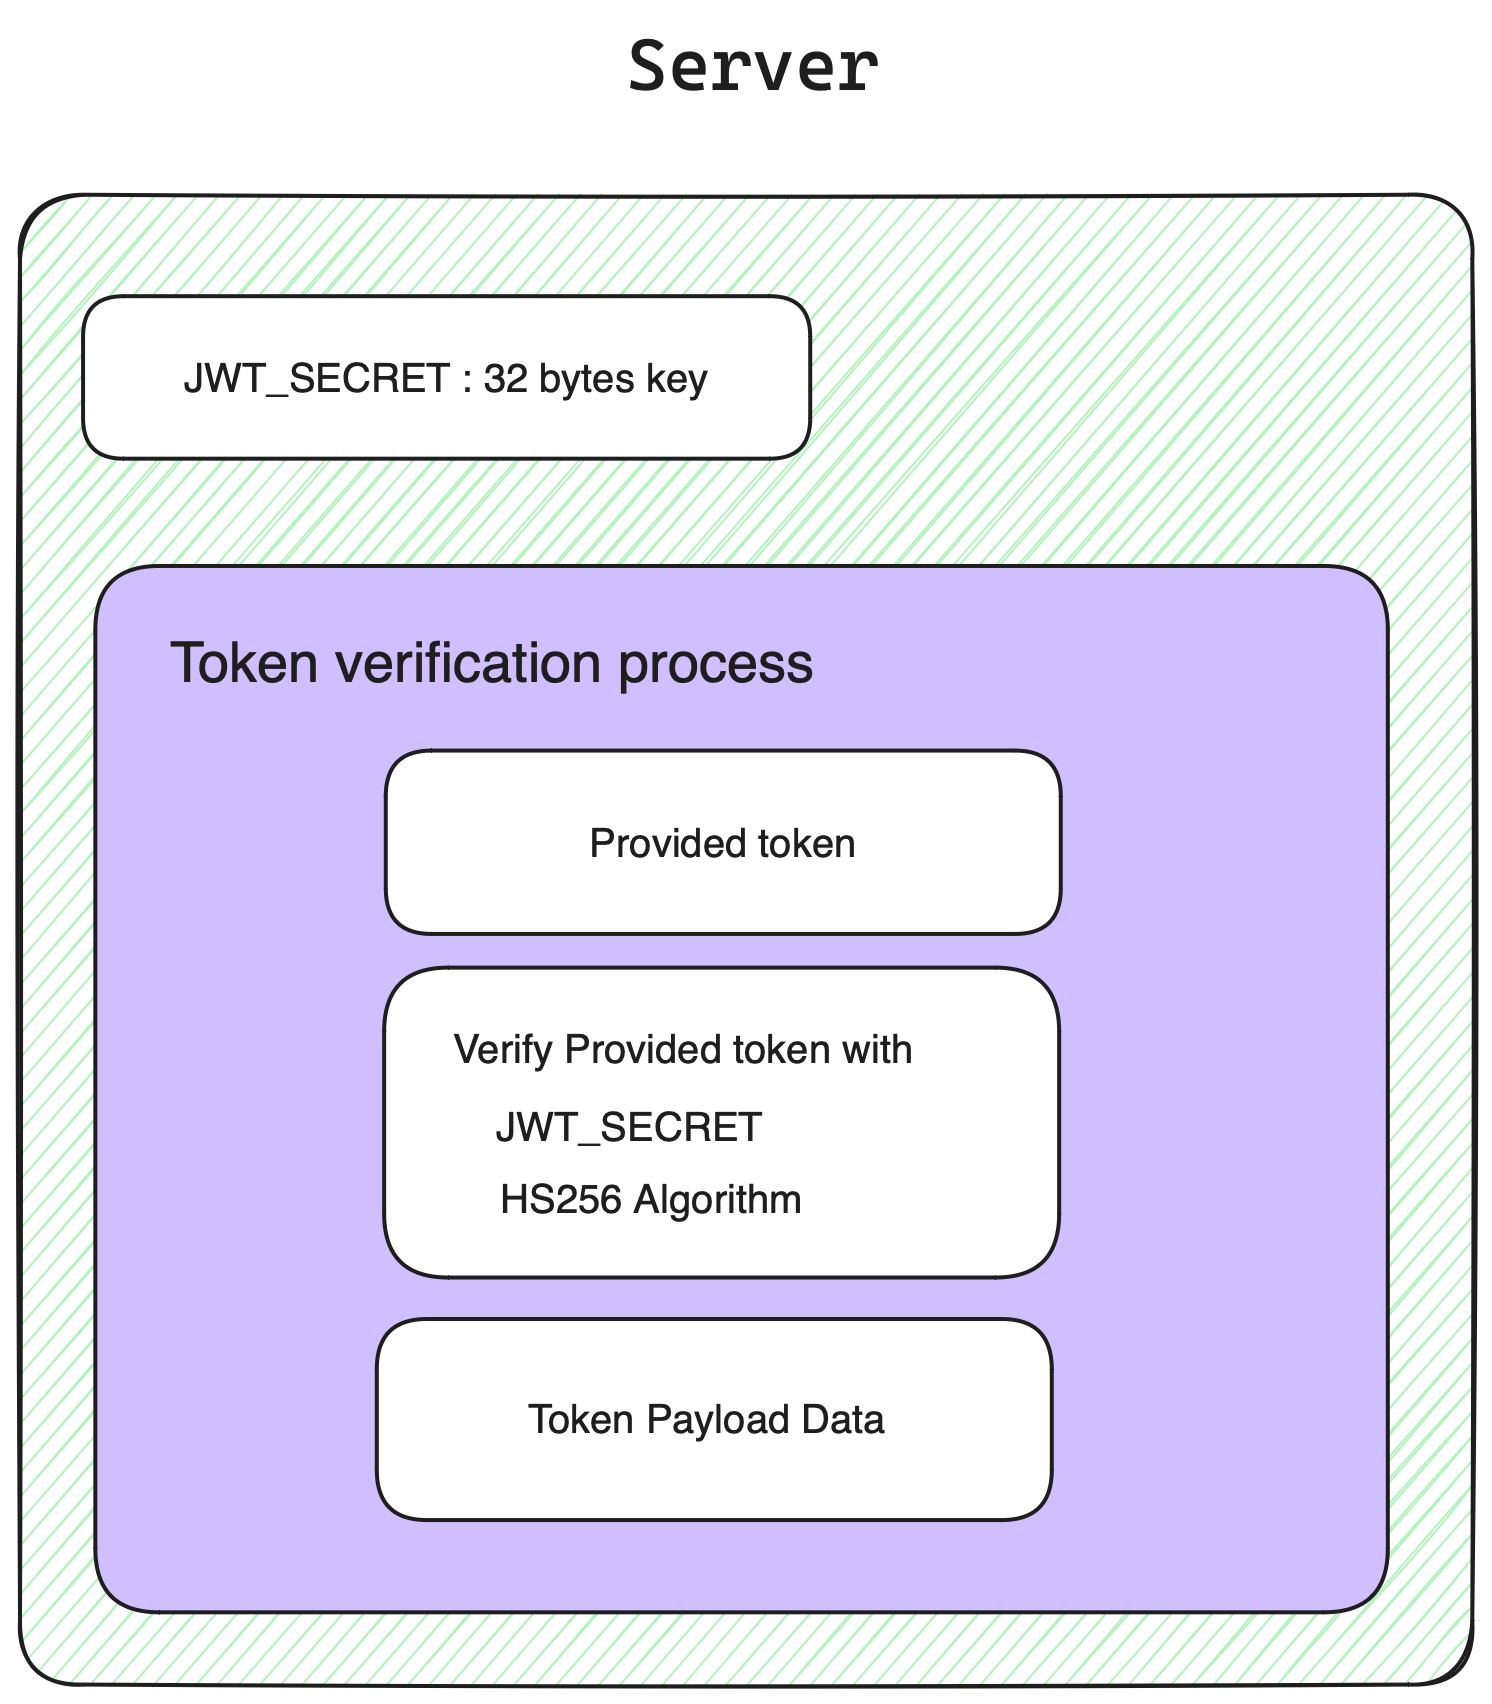 Server
JWT_SECRET : 32 bytes key
Token verification process
Provided token
Verify Provided token with
JWT_SECRET
HS256 Algorithm
Token Payload Data